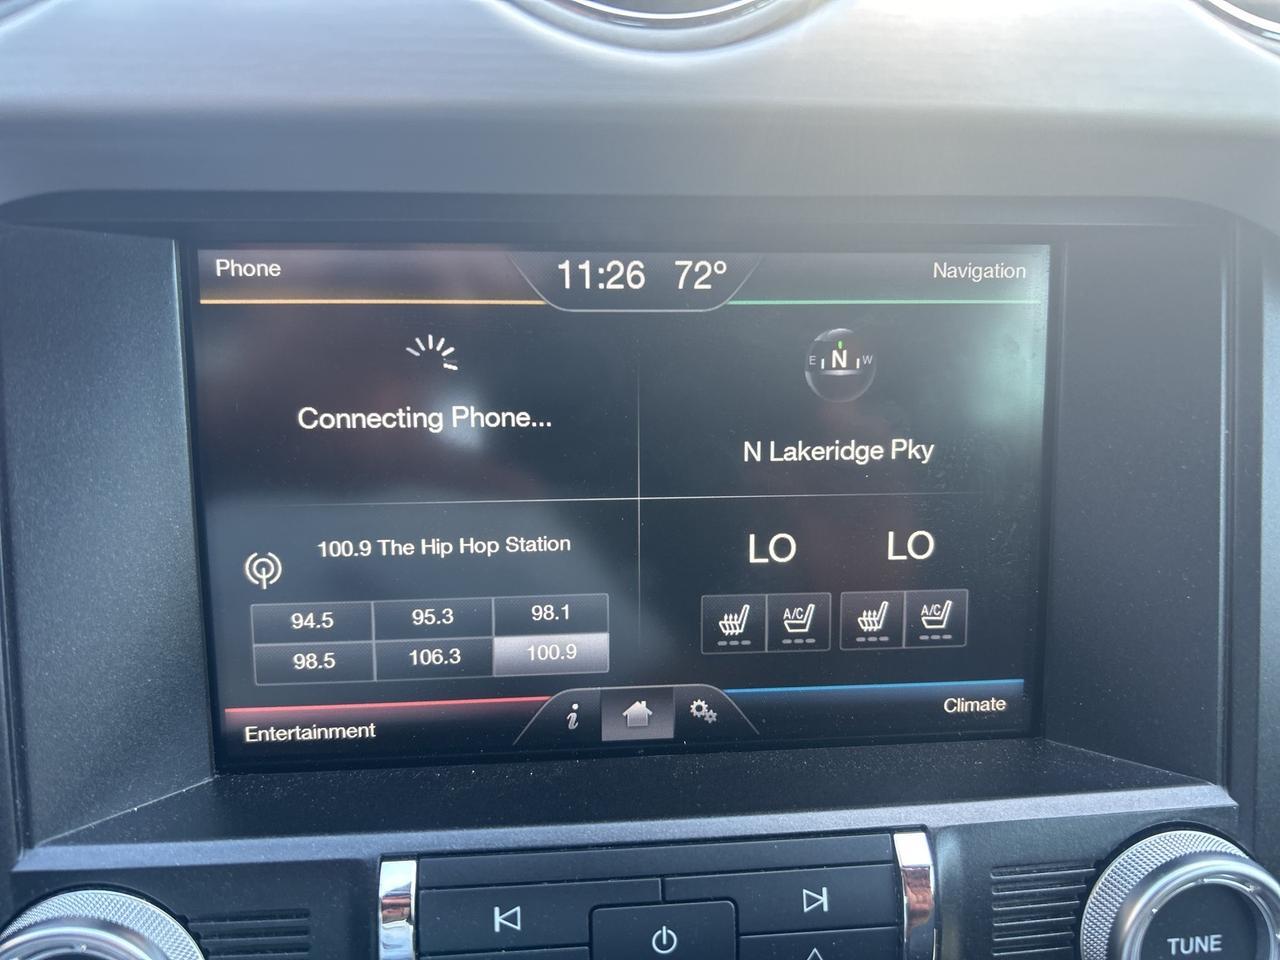 Phone
11:26 72°
Navigation
Connecting Phone...
E N W
N Lakeridge Pky
100.9 The Hip Hop Station
94.5 95.3 98.1
98.5 106.3 100.9
LO LO
A/C A/C
Entertainment
i
Climate
TUNE